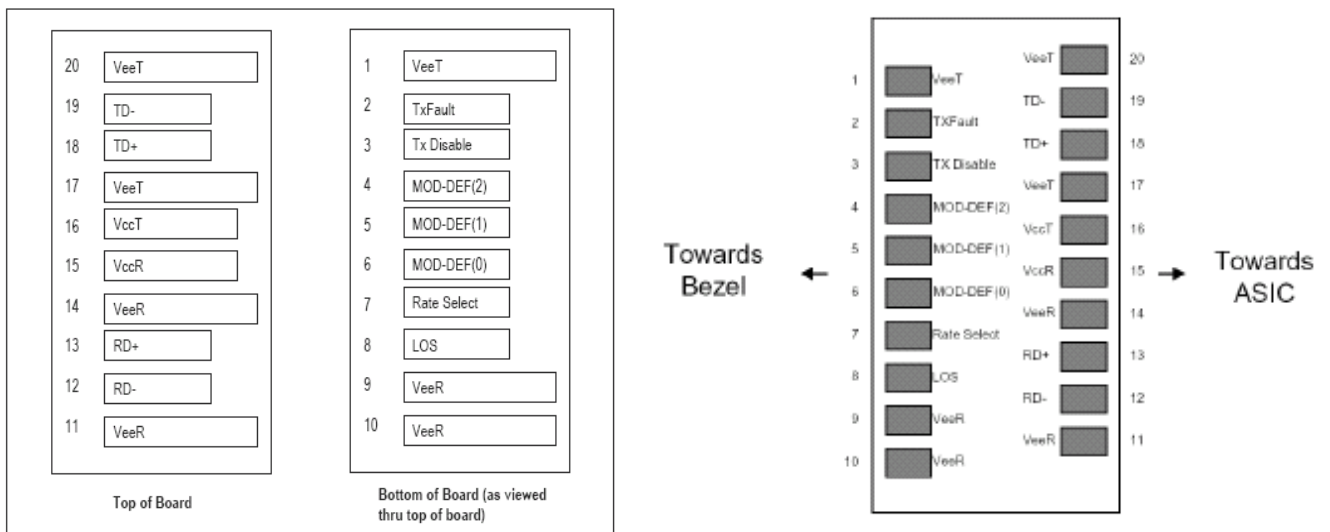 20 VeeT
19 TD-
18 TD+
17 VeeT
16 VccT
15 VccR
14 VeeR
13 RD+
12 RD-
11 VeeR
Top of Board
1 VeeT
2 TxFault
3 Tx Disable
4 MOD-DEF(2)
5 MOD-DEF(1)
6 MOD-DEF(0)
7 Rate Select
8 LOS
9 VeeR
10 VeeR
Bottom of Board (as viewed
thru top of board)
Towards
Bezel
1 VeeT
2 TXFault
3 TX Disable
4 MOD-DEF(2)
5 MOD-DEF(1)
6 MOD-DEF(0)
7 Rate Select
8 LOS
9 VeeR
10 VeeR
VeeT 20
TD- 19
TD+ 18
VeeT 17
VccT 16
VccR 15
VeeR 14
RD+ 13
RD- 12
VeeR 11
Towards
ASIC